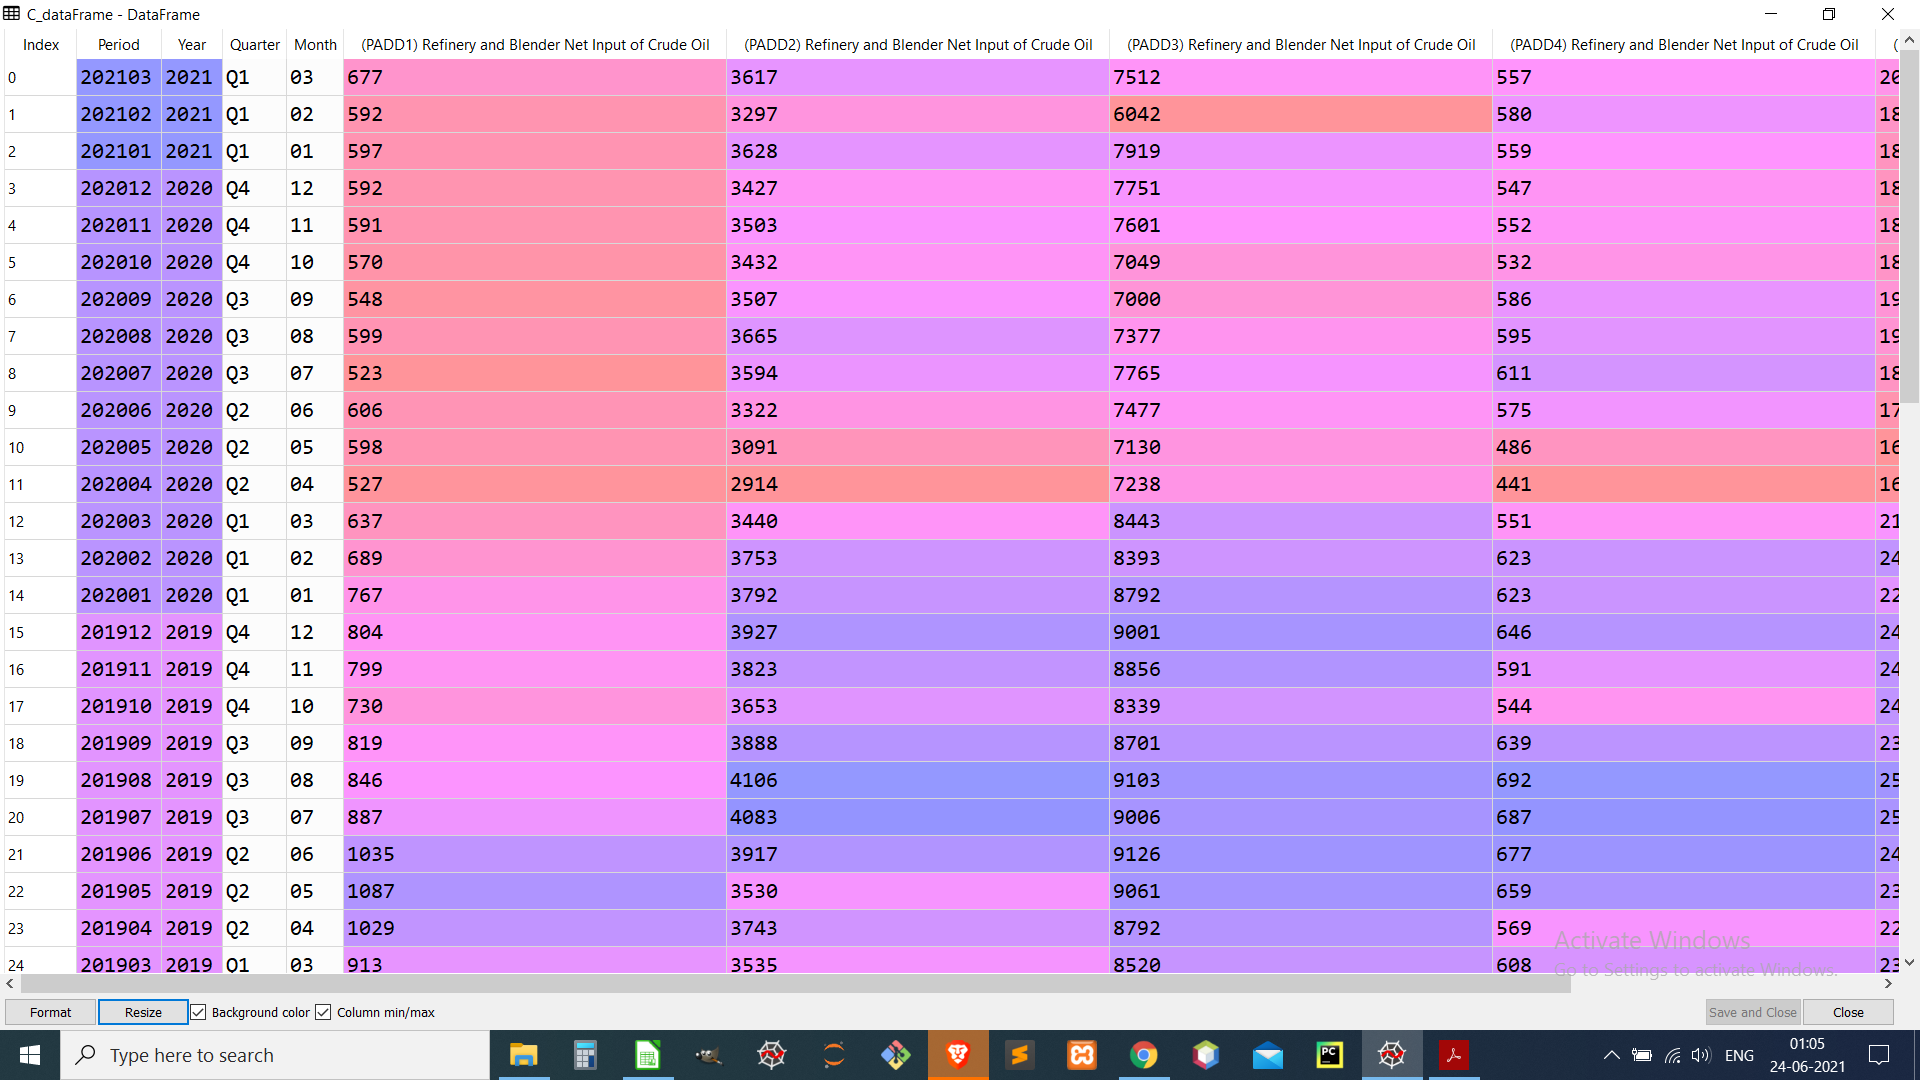 C_dataFrame - DataFrame
Index Period Year Quarter Month (PADD1) Refinery and Blender Net Input of Crude Oil (PADD2) Refinery and Blender Net Input of Crude Oil (PADD3) Refinery and Blender Net Input of Crude Oil (PADD4) Refinery and Blender Net Input of Crude Oil (
0 202103 2021 Q1 03 677 3617 7512 557 20
1 202102 2021 Q1 02 592 3297 6042 580 18
2 202101 2021 Q1 01 597 3628 7919 559 18
3 202012 2020 Q4 12 592 3427 7751 547 18
4 202011 2020 Q4 11 591 3503 7601 552 18
5 202010 2020 Q4 10 570 3432 7049 532 18
6 202009 2020 Q3 09 548 3507 7000 586 19
7 202008 2020 Q3 08 599 3665 7377 595 19
8 202007 2020 Q3 07 523 3594 7765 611 18
9 202006 2020 Q2 06 606 3322 7477 575 17
10 202005 2020 Q2 05 598 3091 7130 486 16
11 202004 2020 Q2 04 527 2914 7238 441 16
12 202003 2020 Q1 03 637 3440 8443 551 21
13 202002 2020 Q1 02 689 3753 8393 623 24
14 202001 2020 Q1 01 767 3792 8792 623 22
15 201912 2019 Q4 12 804 3927 9001 646 24
16 201911 2019 Q4 11 799 3823 8856 591 24
17 201910 2019 Q4 10 730 3653 8339 544 24
18 201909 2019 Q3 09 819 3888 8701 639 23
19 201908 2019 Q3 08 846 4106 9103 692 25
20 201907 2019 Q3 07 887 4083 9006 687 25
21 201906 2019 Q2 06 1035 3917 9126 677 24
22 201905 2019 Q2 05 1087 3530 9061 659 23
23 201904 2019 Q2 04 1029 3743 8792 569 22
24 201903 2019 Q1 03 913 3535 8520 608 23
Activate Windows
Go to Settings to activate Windows.
Format Resize Background color Column min/max Save and Close Close
Type here to search
PC
ENG
01:05
24-06-2021